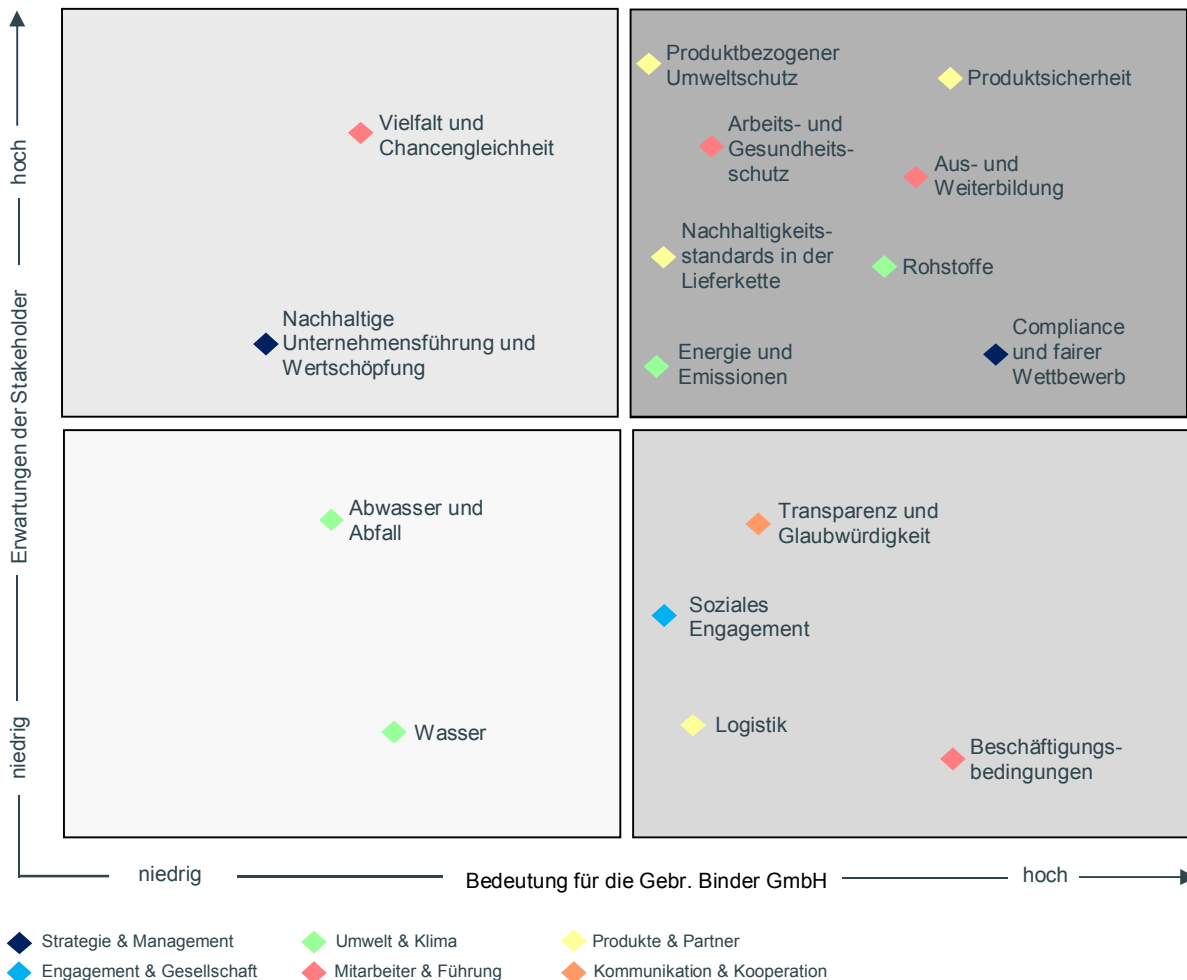 Erwartungen der Stakeholder
hoch
niedrig
Vielfalt und
Chancengleichheit
Nachhaltige
Unternehmensführung und
Wertschöpfung
Produktbezogener
Umweltschutz
Produktsicherheit
Arbeits- und
Gesundheits-
schutz
Aus- und
Weiterbildung
Nachhaltigkeits-
standards in der
Lieferkette
Rohstoffe
Energie und
Emissionen
Compliance
und fairer
Wettbewerb
Abwasser und
Abfall
Wasser
Transparenz und
Glaubwürdigkeit
Soziales
Engagement
Logistik
Beschäftigungs-
bedingungen
niedrig
Bedeutung für die Gebr. Binder GmbH
hoch
Strategie & Management
Umwelt & Klima
Produkte & Partner
Engagement & Gesellschaft
Mitarbeiter & Führung
Kommunikation & Kooperation